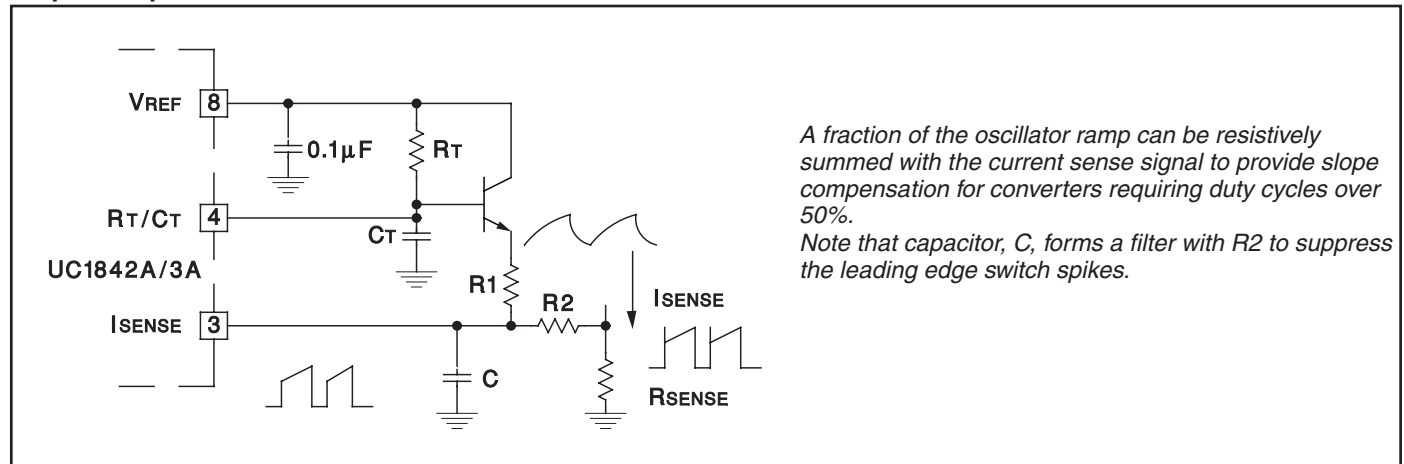 VREF 8
0.1μF
RT
RT/CT 4
CT
UC1842A/3A
R1
R2
ISENSE
ISENSE 3
C
RSENSE
A fraction of the oscillator ramp can be resistively
summed with the current sense signal to provide slope
compensation for converters requiring duty cycles over
50%.
Note that capacitor, C, forms a filter with R2 to suppress
the leading edge switch spikes.